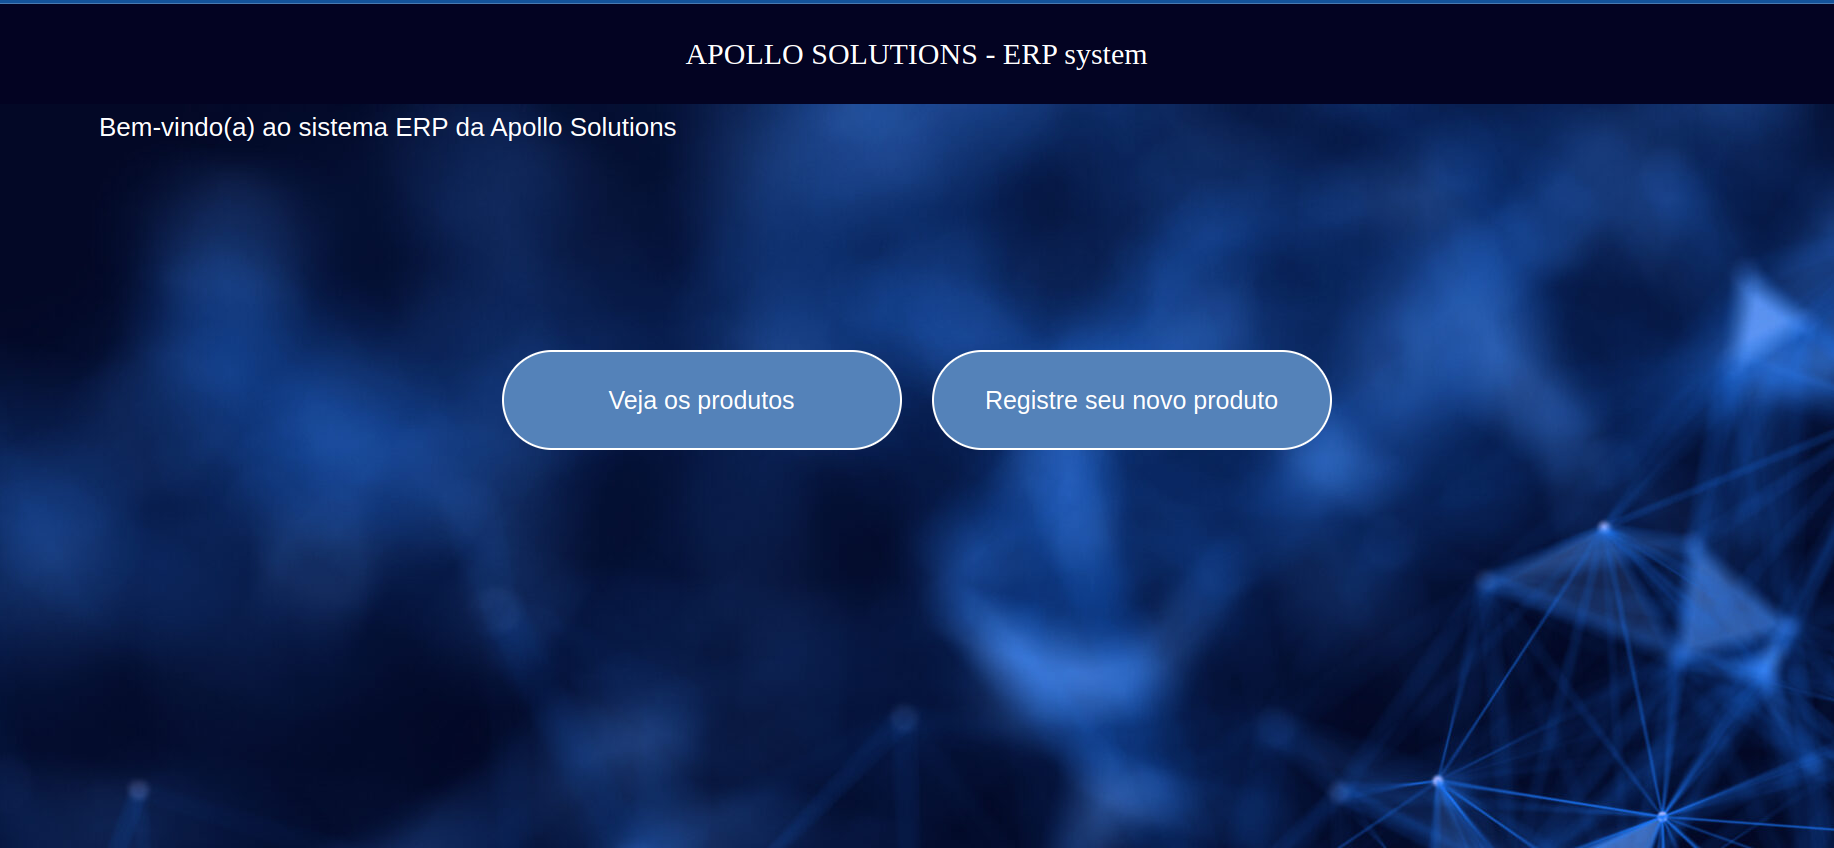 APOLLO SOLUTIONS - ERP system
Bem-vindo(a) ao sistema ERP da Apollo Solutions
Veja os produtos
Registre seu novo produto